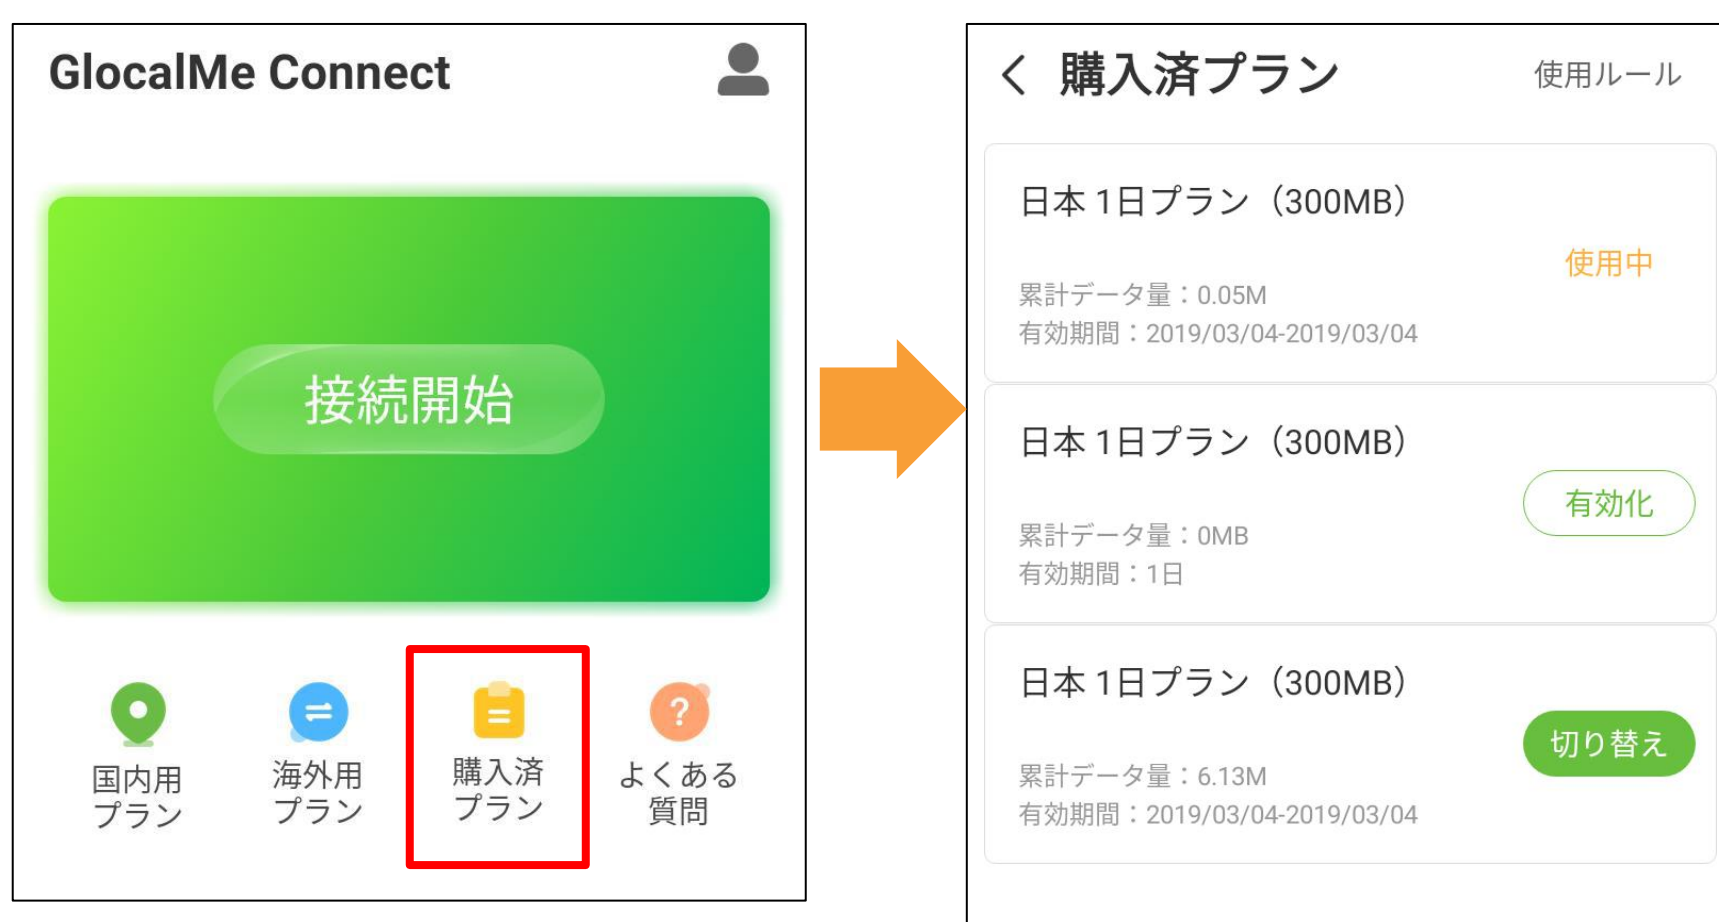 GlocalMe Connect
接続開始
国内用
プラン
海外用
プラン
購入済
プラン
?
よくある
質問
購入済プラン
使用ルール
日本 1日プラン（300MB）
使用中
累計データ量：0.05M
有効期間：2019/03/04-2019/03/04
日本 1日プラン（300MB）
有効化
累計データ量：0MB
有効期間：1日
日本 1日プラン（300MB）
切り替え
累計データ量：6.13M
有効期間：2019/03/04-2019/03/04